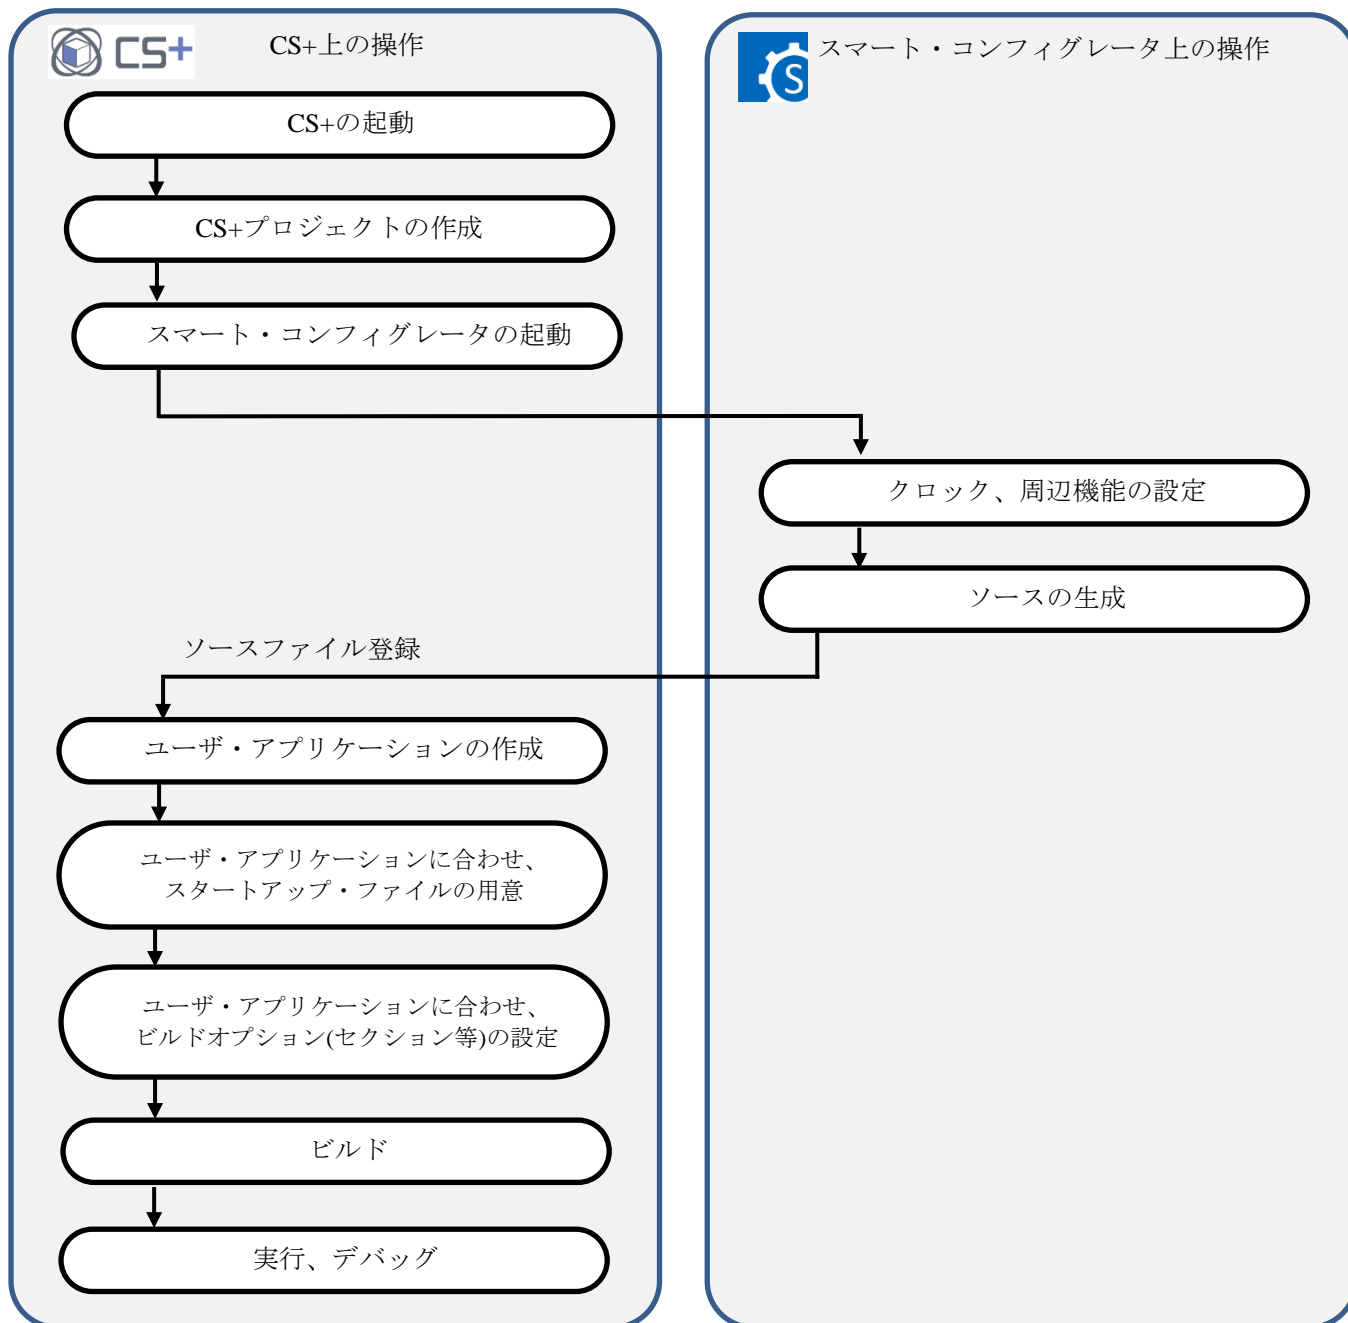 CS+
CS+上の操作
CS+の起動
CS+プロジェクトの作成
スマート・コンフィグレータの起動
S
スマート・コンフィグレータ上の操作
クロック、周辺機能の設定
ソースの生成
ソースファイル登録
ユーザ・アプリケーションの作成
ユーザ・アプリケーションに合わせ、
スタートアップ・ファイルの用意
ユーザ・アプリケーションに合わせ、
ビルドオプション(セクション等)の設定
ビルド
実行、デバッグ